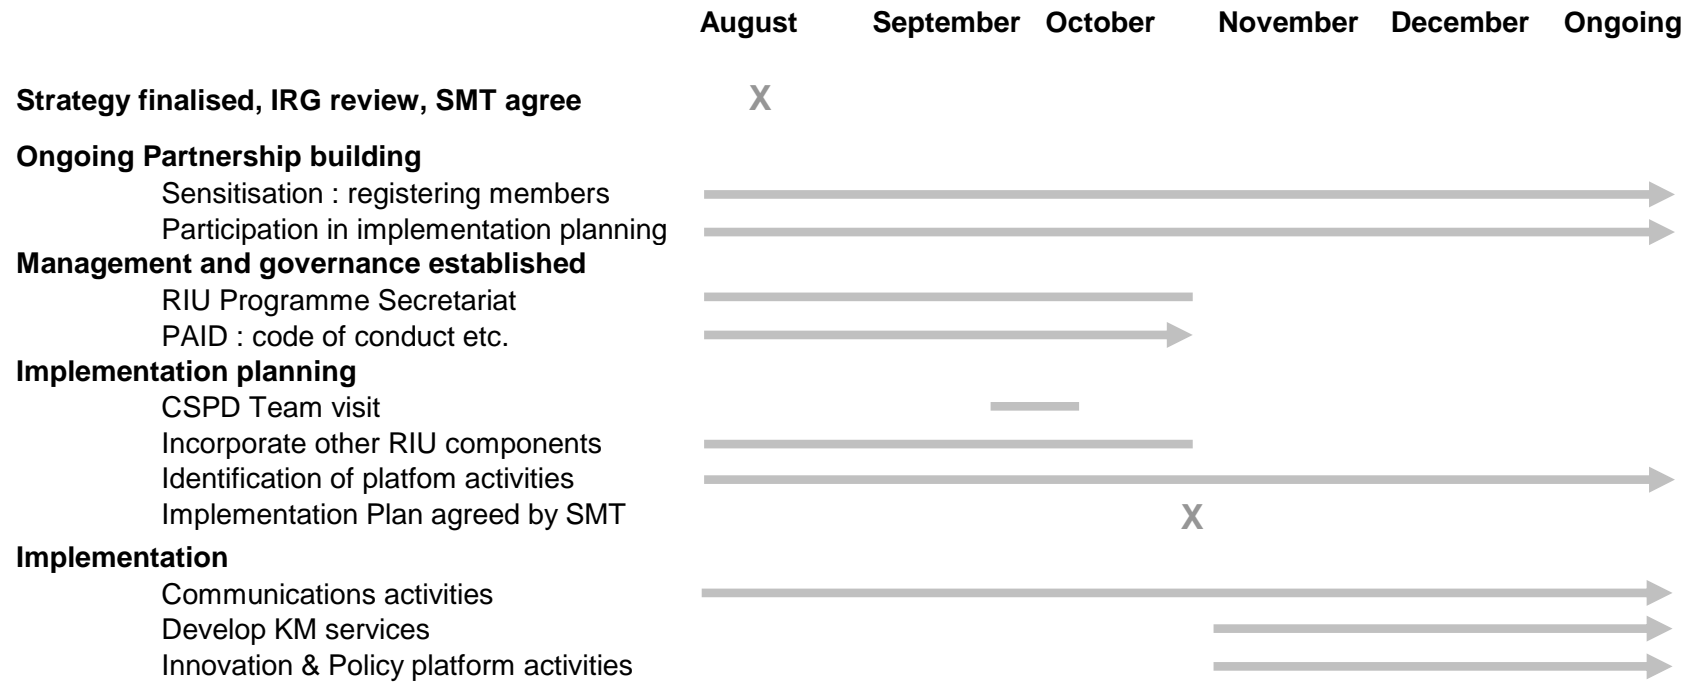 August September October November December Ongoing
Strategy finalised, IRG review, SMT agree X
Ongoing Partnership building
Sensitisation : registering members
Participation in implementation planning
Management and governance established
RIU Programme Secretariat
PAID : code of conduct etc.
Implementation planning
CSPD Team visit
Incorporate other RIU components
Identification of platfom activities
Implementation Plan agreed by SMT X
Implementation
Communications activities
Develop KM services
Innovation & Policy platform activities